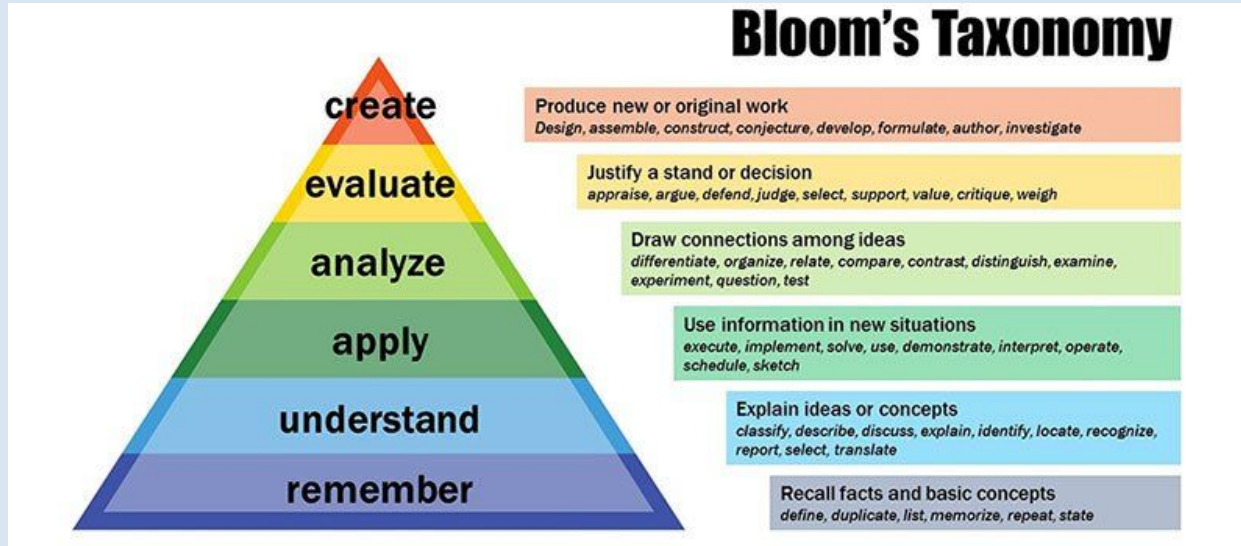 Bloom's Taxonomy
create
Produce new or original work
Design, assemble, construct, conjecture, develop, formulate, author, investigate
evaluate
Justify a stand or decision
appraise, argue, defend, judge, select, support, value, critique, weigh
analyze
Draw connections among ideas
differentiate, organize, relate, compare, contrast, distinguish, examine,
experiment, question, test
apply
Use information in new situations
execute, implement, solve, use, demonstrate, interpret, operate,
schedule, sketch
understand
Explain ideas or concepts
classify, describe, discuss, explain, identify, locate, recognize,
report, select, translate
remember
Recall facts and basic concepts
define, duplicate, list, memorize, repeat, state